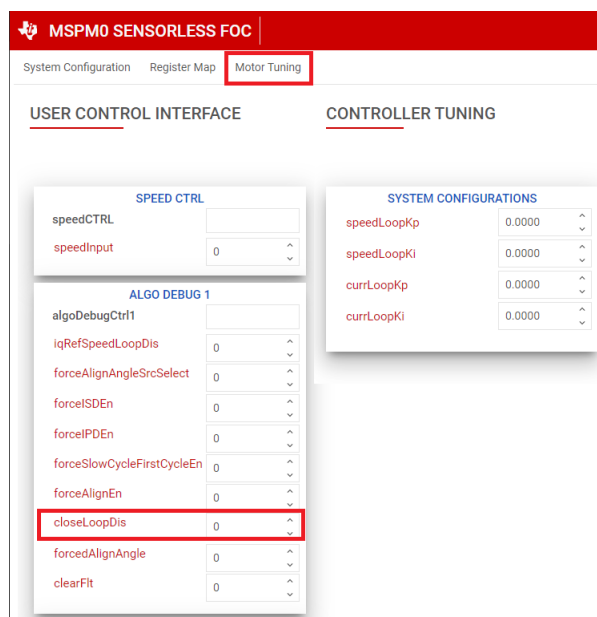 MSPM0 SENSORLESS FOC
System Configuration Register Map Motor Tuning
USER CONTROL INTERFACE
CONTROLLER TUNING
SPEED CTRL
speedCTRL
speedInput 0
ALGO DEBUG 1
algoDebugCtrl1
iqRefSpeedLoopDis 0
forceAlignAngleSrcSelect 0
forceISDEn 0
forceIPDEn 0
forceSlowCycleFirstCycleEn 0
forceAlignEn 0
closeLoopDis 0
forcedAlignAngle 0
clearFlt 0
SYSTEM CONFIGURATIONS
speedLoopKp 0.0000
speedLoopKi 0.0000
currLoopKp 0.0000
currLoopKi 0.0000